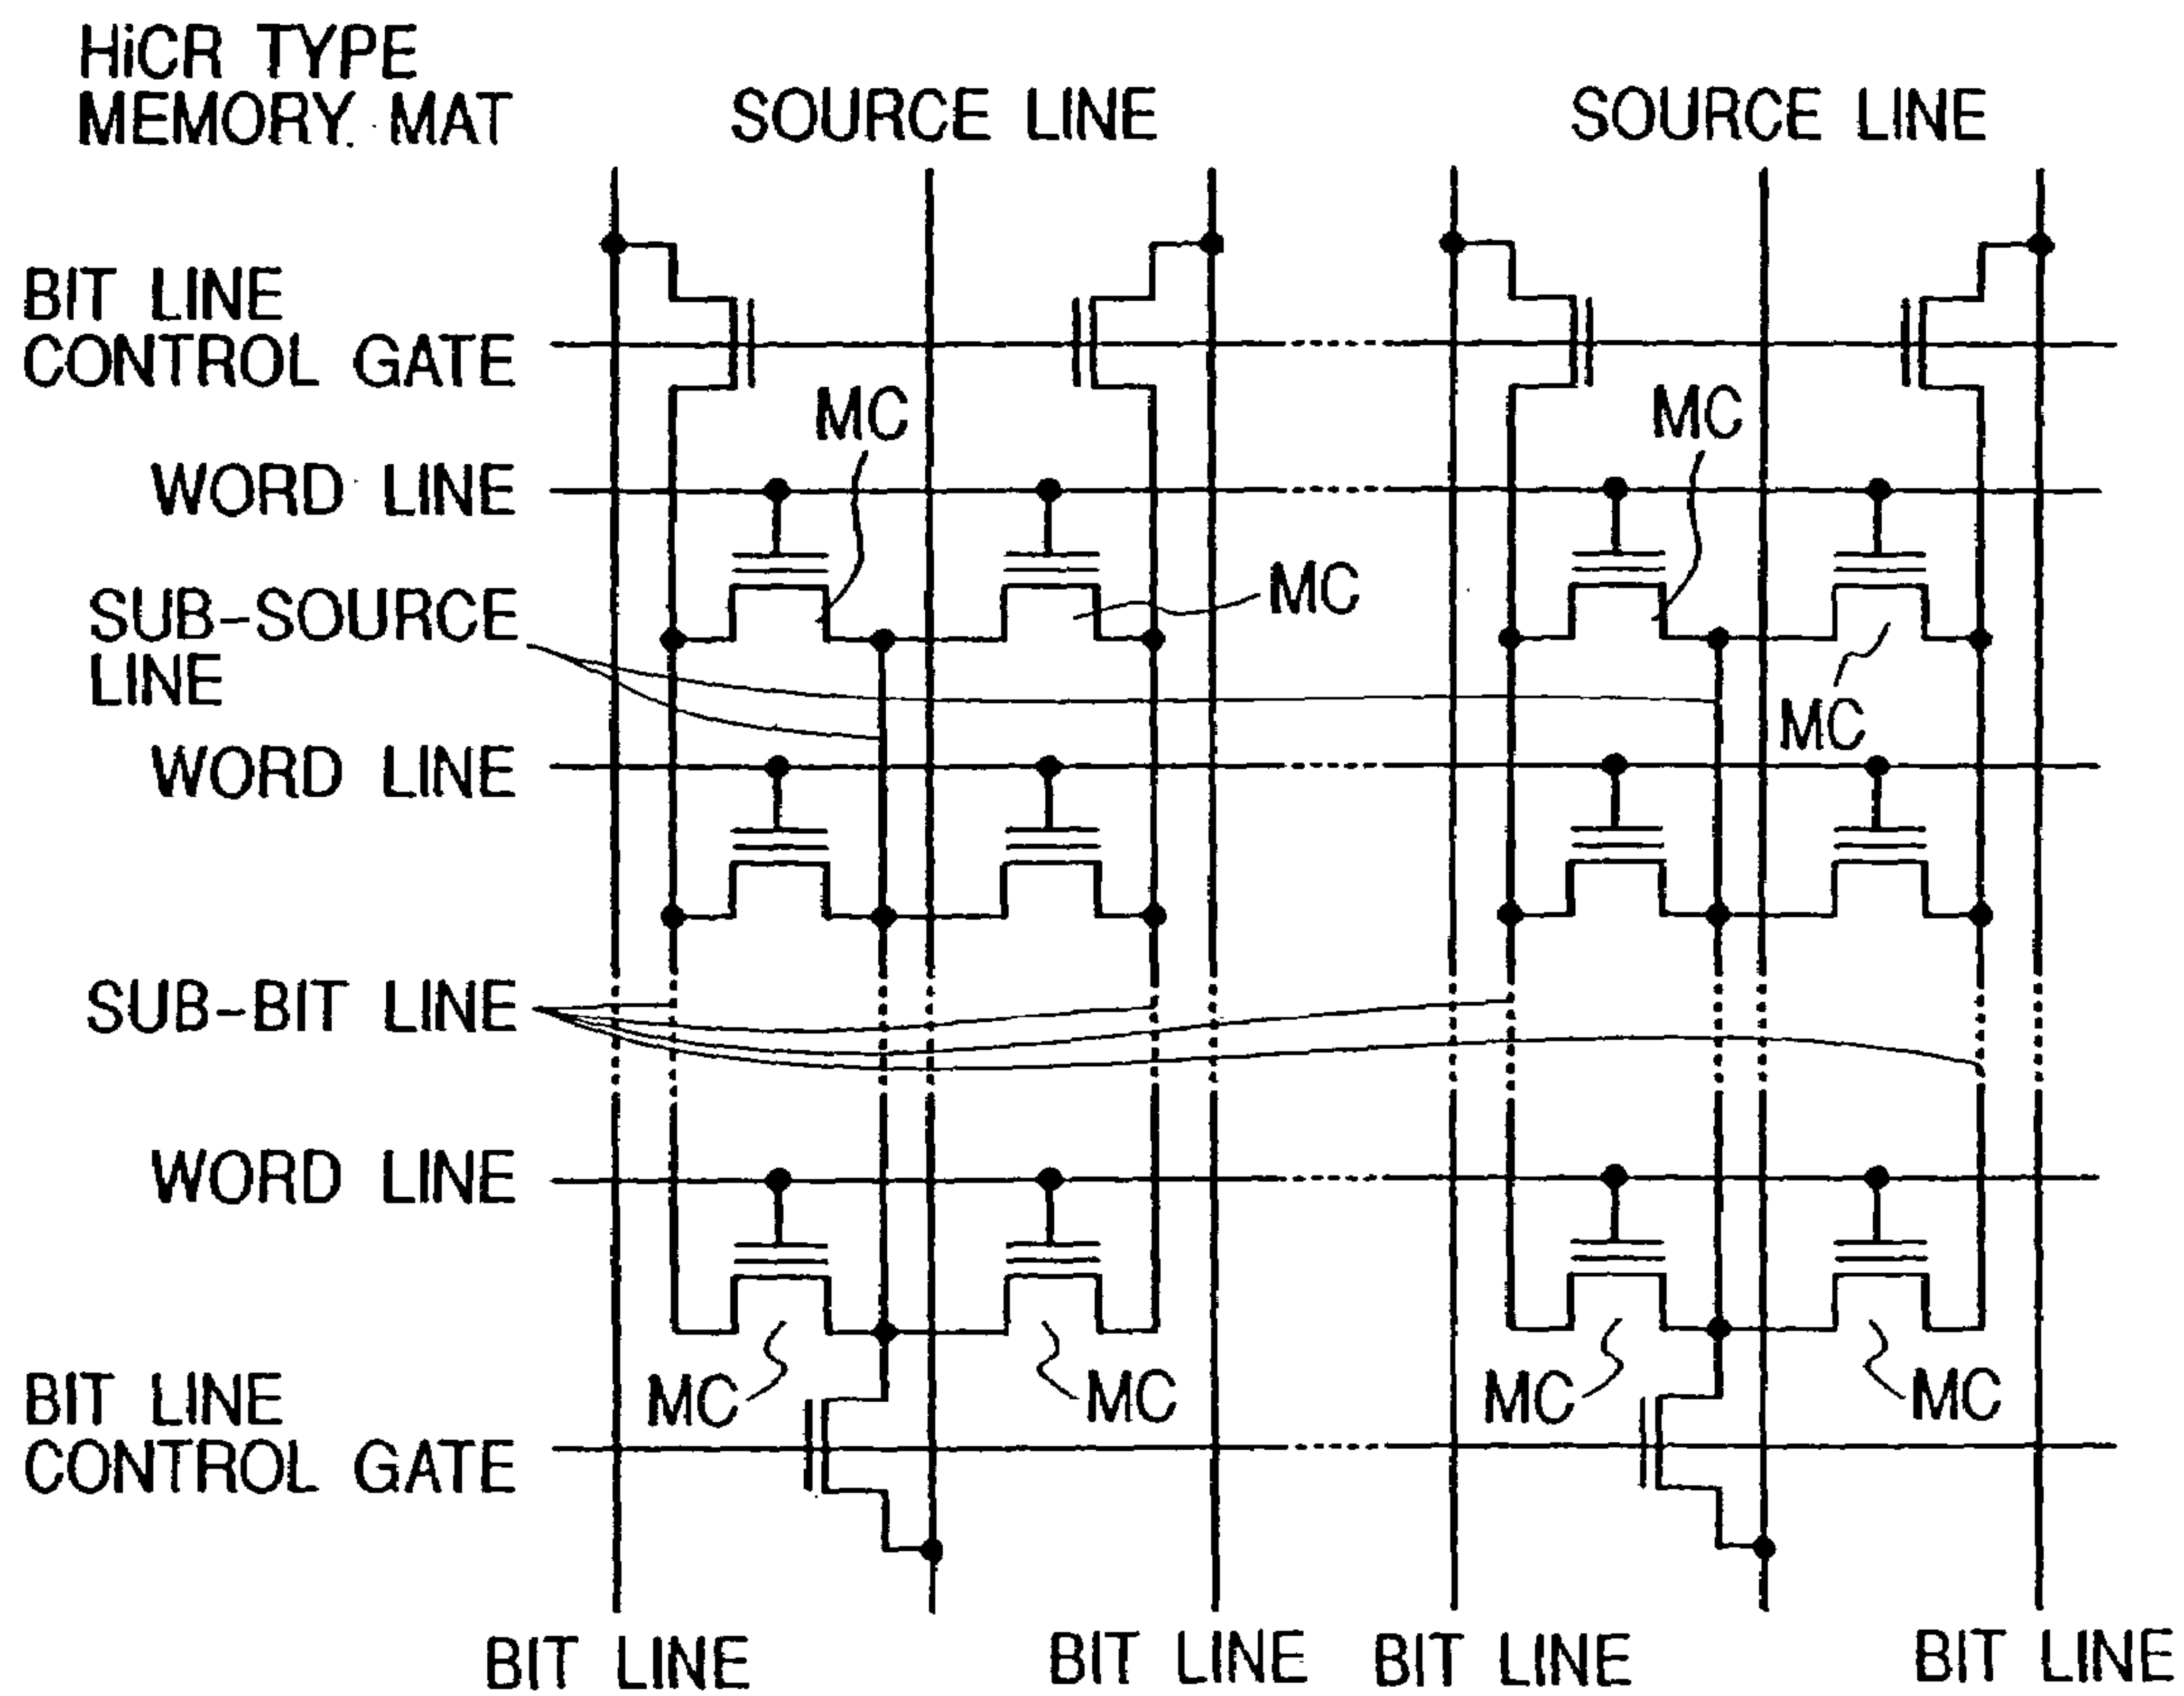 HiCR TYPE
MEMORY MAT
SOURCE LINE
SOURCE LINE
BIT LINE
CONTROL GATE
MC
MC
WORD LINE
SUB-SOURCE
LINE
MC
MC
WORD LINE
SUB-BIT LINE
WORD LINE
BIT LINE
CONTROL GATE
MC
MC
MC
MC
BIT LINE
BIT LINE
BIT LINE
BIT LINE